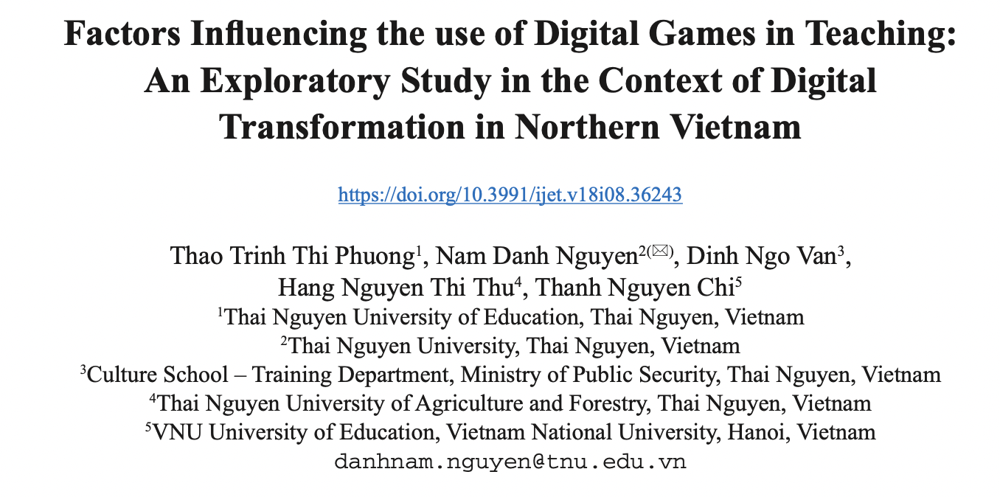 Factors Influencing the use of Digital Games in Teaching:
An Exploratory Study in the Context of Digital
Transformation in Northern Vietnam
https://doi.org/10.3991/ijet.v18i08.36243
Thao Trinh Thi Phuong¹, Nam Danh Nguyen²⁽✉⁾, Dinh Ngo Van³,
Hang Nguyen Thi Thu⁴, Thanh Nguyen Chi⁵
¹Thai Nguyen University of Education, Thai Nguyen, Vietnam
²Thai Nguyen University, Thai Nguyen, Vietnam
³Culture School – Training Department, Ministry of Public Security, Thai Nguyen, Vietnam
⁴Thai Nguyen University of Agriculture and Forestry, Thai Nguyen, Vietnam
⁵VNU University of Education, Vietnam National University, Hanoi, Vietnam
danhnam.nguyen@tnu.edu.vn